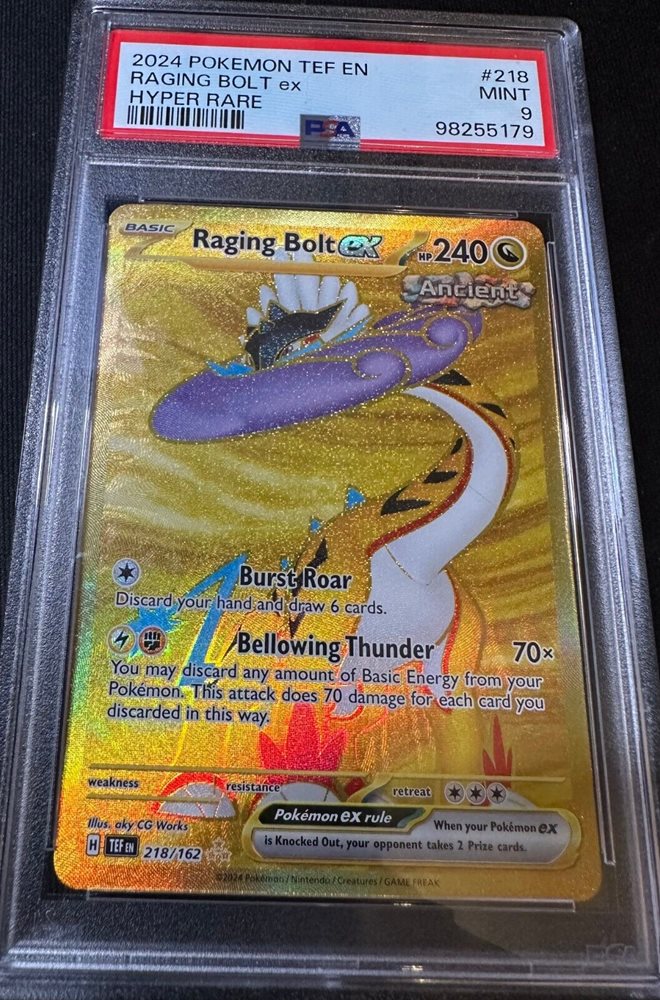 2024 POKEMON TEF EN #218
RAGING BOLT ex MINT
HYPER RARE 9
PSA 98255179
BASIC Raging Bolt ex HP 240
Ancient
Burst Roar
Discard your hand and draw 6 cards.
Bellowing Thunder 70×
You may discard any amount of Basic Energy from your
Pokémon. This attack does 70 damage for each card you
discarded in this way.
weakness resistance retreat
Pokémon ex rule When your Pokémon ex
is Knocked Out, your opponent takes 2 Prize cards.
Illus. aky CG Works
H TEF EN 218/162
©2024 Pokémon / Nintendo / Creatures / GAME FREAK
PSA